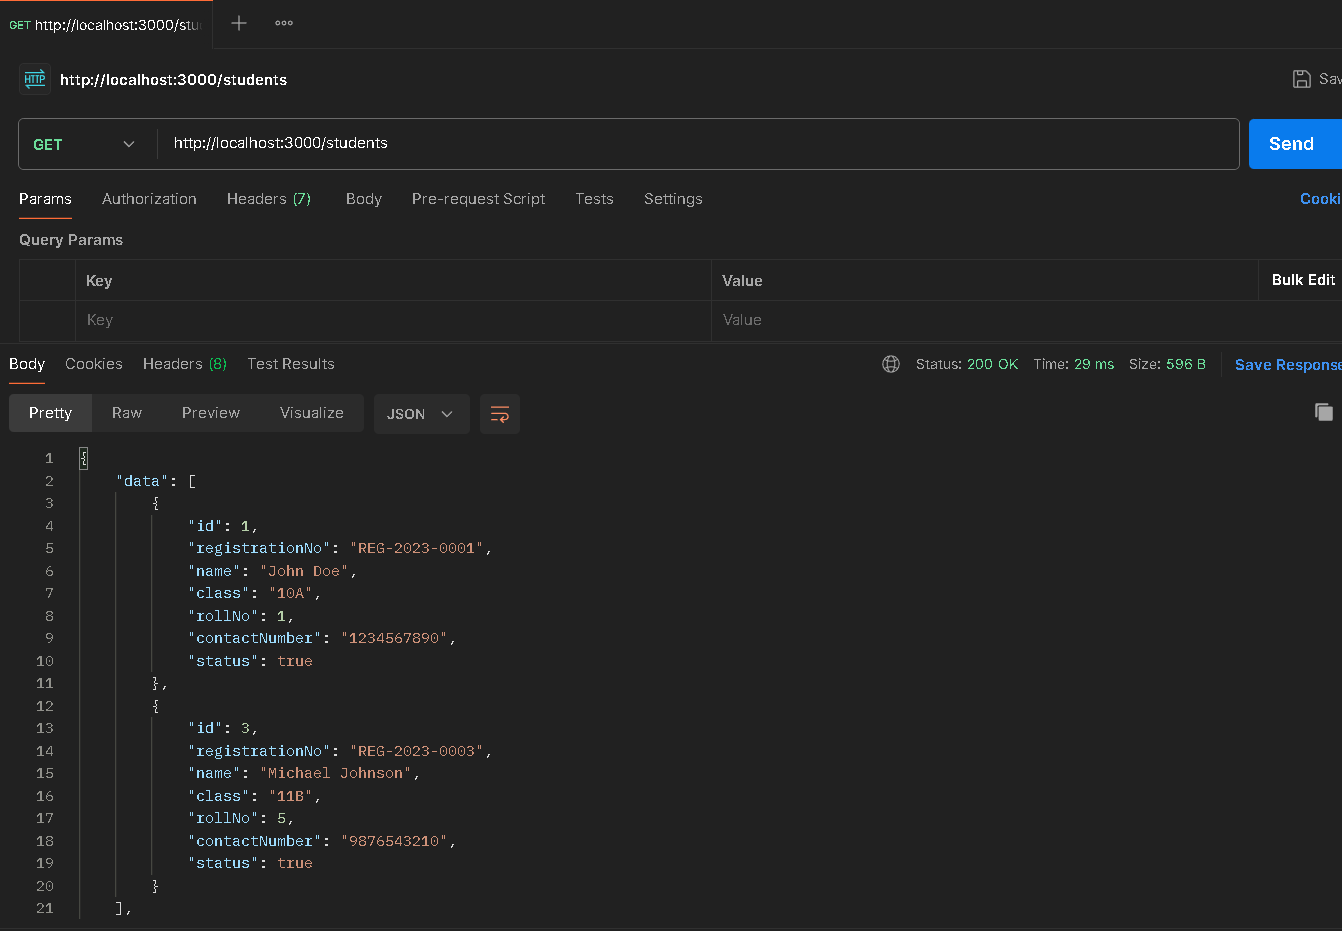 GET http://localhost:3000/stu
HTTP http://localhost:3000/students
Sav
GET http://localhost:3000/students Send
Params Authorization Headers (7) Body Pre-request Script Tests Settings Cooki
Query Params
Key Value Bulk Edit
Key Value
Body Cookies Headers (8) Test Results Status: 200 OK Time: 29 ms Size: 596 B Save Response
Pretty Raw Preview Visualize JSON
1 {
2 "data": [
3 {
4 "id": 1,
5 "registrationNo": "REG-2023-0001",
6 "name": "John Doe",
7 "class": "10A",
8 "rollNo": 1,
9 "contactNumber": "1234567890",
10 "status": true
11 },
12 {
13 "id": 3,
14 "registrationNo": "REG-2023-0003",
15 "name": "Michael Johnson",
16 "class": "11B",
17 "rollNo": 5,
18 "contactNumber": "9876543210",
19 "status": true
20 }
21 ],